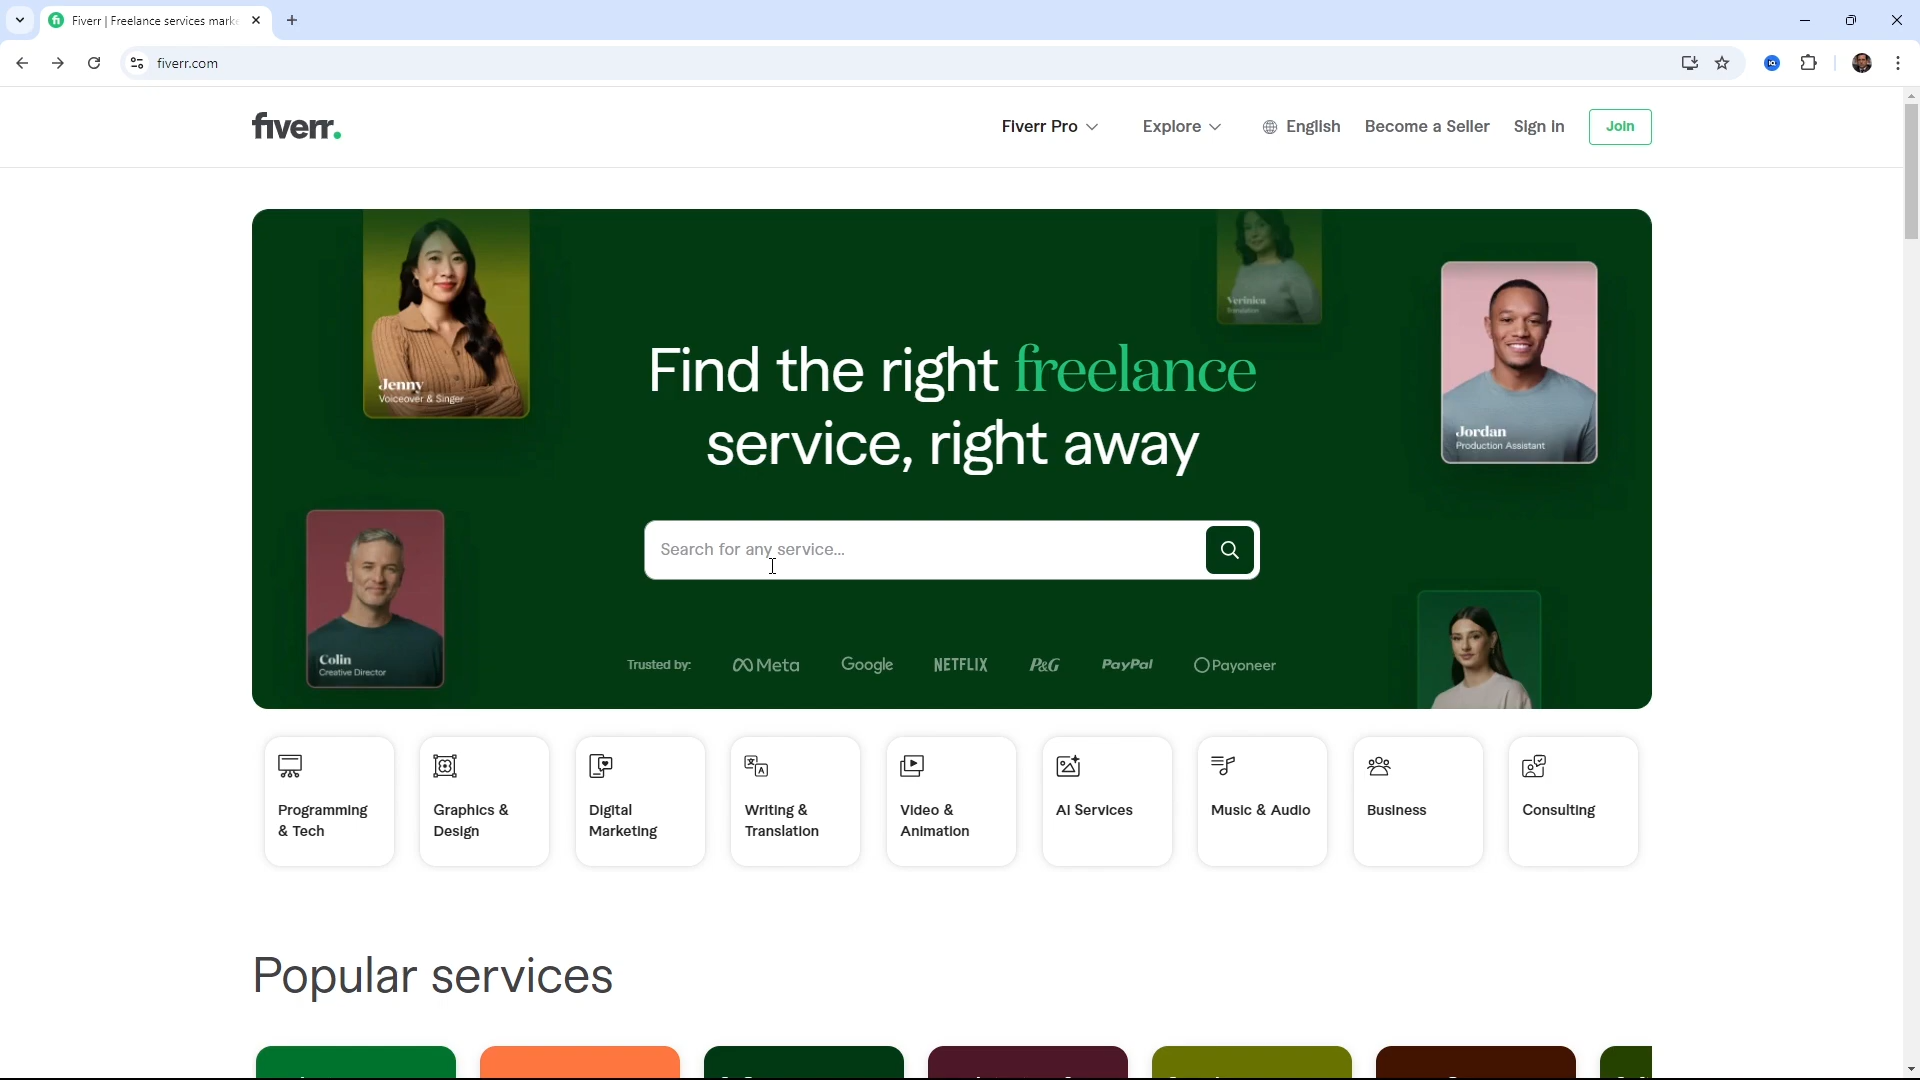 Fiverr | Freelance services marke
fiverr.com
fiverr.
Fiverr Pro
Explore
English
Become a Seller
Sign in
Join
Jenny
Voiceover & Singer
Verinica
Translation
Jordan
Production Assistant
Find the right freelance
service, right away
Search for any service...
Colin
Creative Director
Trusted by:
Meta
Google
NETFLIX
P&G
PayPal
Payoneer
Programming
& Tech
Graphics &
Design
Digital
Marketing
Writing &
Translation
Video &
Animation
AI Services
Music & Audio
Business
Consulting
Popular services